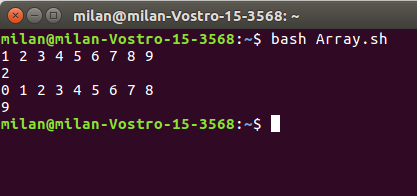 milan@milan-Vostro-15-3568: ~
milan@milan-Vostro-15-3568:~$ bash Array.sh
1 2 3 4 5 6 7 8 9
2
0 1 2 3 4 5 6 7 8
9
milan@milan-Vostro-15-3568:~$